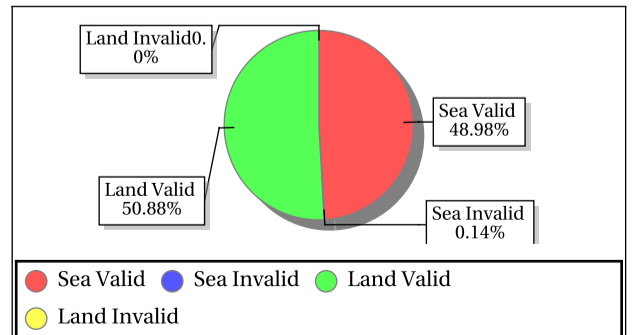 Land Invalid0.
0%
Sea Valid
48.98%
Land Valid
50.88%
Sea Invalid
0.14%
Sea Valid Sea Invalid Land Valid
Land Invalid